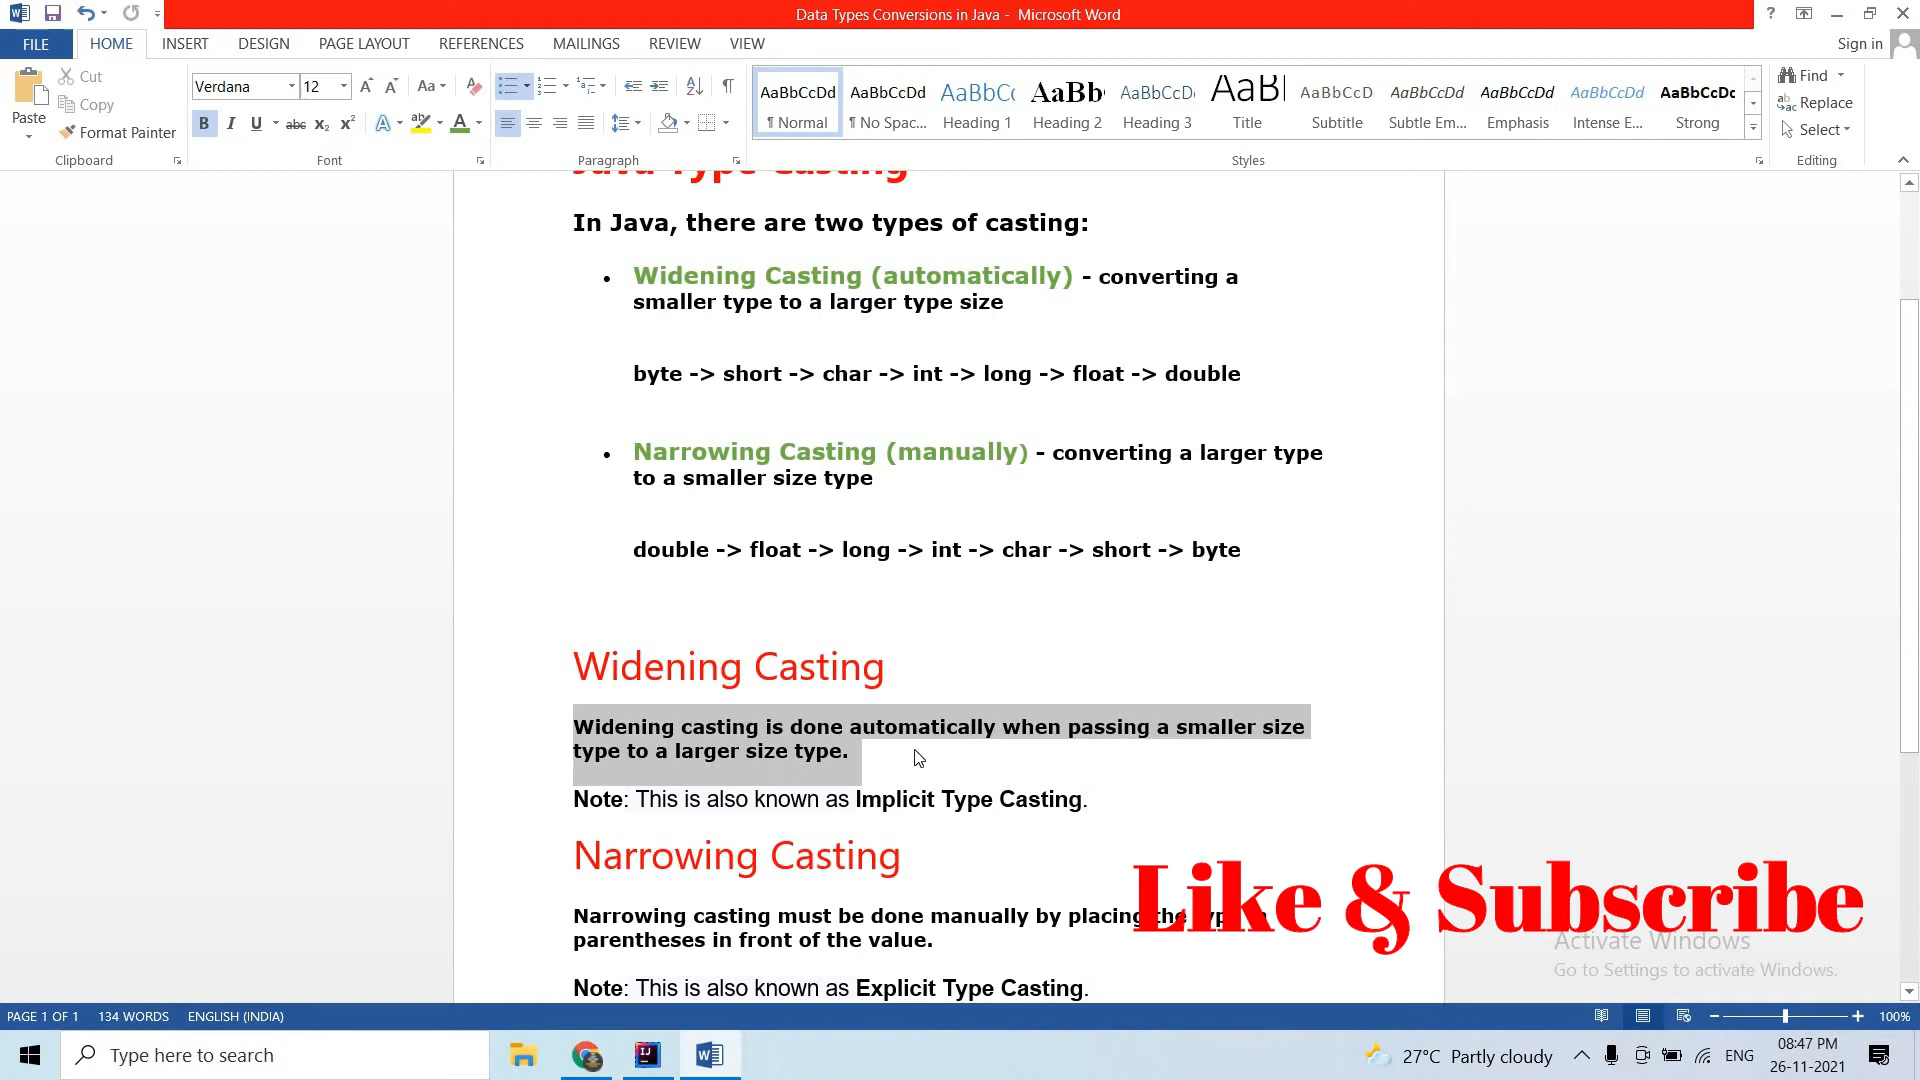 Data Types Conversions in Java - Microsoft Word
?
Sign in
FILE HOME INSERT DESIGN PAGE LAYOUT REFERENCES MAILINGS REVIEW VIEW
Paste
Cut
Copy
Format Painter
Clipboard
Verdana 12
Aa
B I U abc x₂ x²
Font
Paragraph
AaBbCcDd AaBbCcDd AaBbCc AaBb AaBbCcD AaB AaBbCcD AaBbCcDd AaBbCcDd AaBbCcDd AaBbCcDc
¶ Normal ¶ No Spac... Heading 1 Heading 2 Heading 3 Title Subtitle Subtle Em... Emphasis Intense E... Strong
Styles
Find
Replace
Select
Editing
Java Type Casting
In Java, there are two types of casting:
• Widening Casting (automatically) - converting a
smaller type to a larger type size
byte -> short -> char -> int -> long -> float -> double
• Narrowing Casting (manually) - converting a larger type
to a smaller size type
double -> float -> long -> int -> char -> short -> byte
Widening Casting
Widening casting is done automatically when passing a smaller size
type to a larger size type.
Note: This is also known as Implicit Type Casting.
Narrowing Casting
Narrowing casting must be done manually by placing the
parentheses in front of the value.
Note: This is also known as Explicit Type Casting.
Like & Subscribe
Activate Windows
Go to Settings to activate Windows.
PAGE 1 OF 1 134 WORDS ENGLISH (INDIA) 100%
Type here to search
27°C Partly cloudy
ENG
08:47 PM
26-11-2021